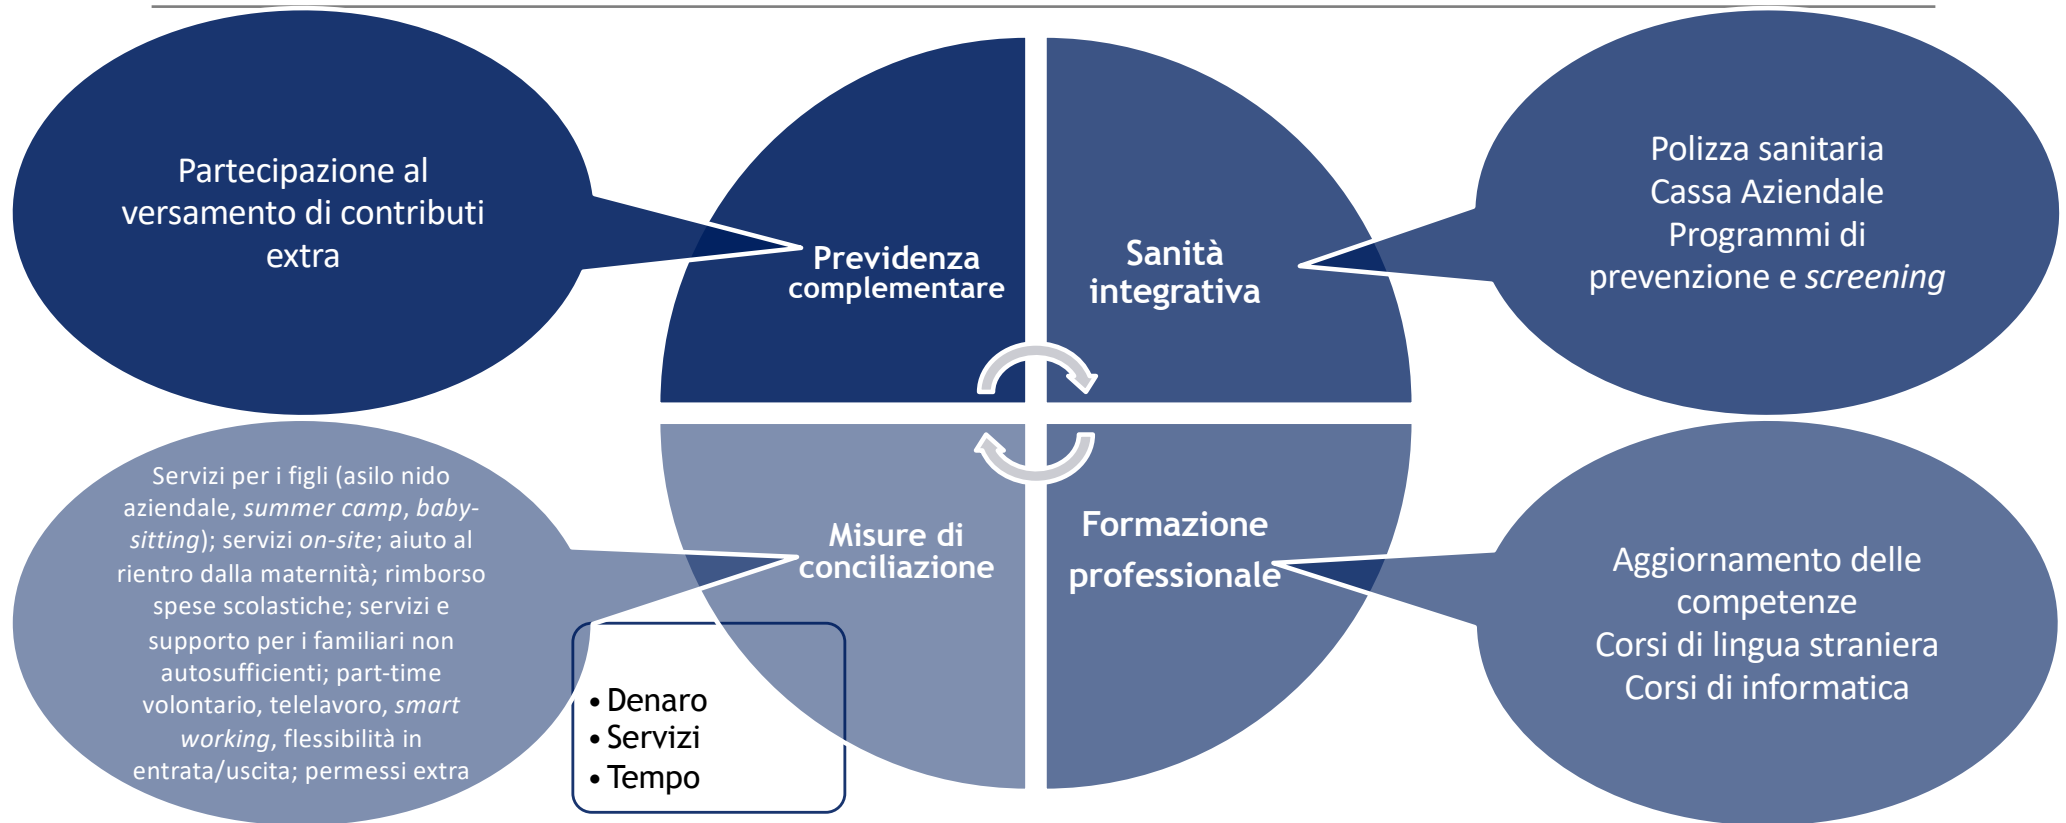 Partecipazione al
versamento di contributi
extra
Previdenza
complementare
Sanità
integrativa
Polizza sanitaria
Cassa Aziendale
Programmi di
prevenzione e screening
Servizi per i figli (asilo nido
aziendale, summer camp, baby-
sitting); servizi on-site; aiuto al
rientro dalla maternità; rimborso
spese scolastiche; servizi e
supporto per i familiari non
autosufficienti; part-time
volontario, telelavoro, smart
working, flessibilità in
entrata/uscita; permessi extra
Misure di
conciliazione
• Denaro
• Servizi
• Tempo
Formazione
professionale
Aggiornamento delle
competenze
Corsi di lingua straniera
Corsi di informatica